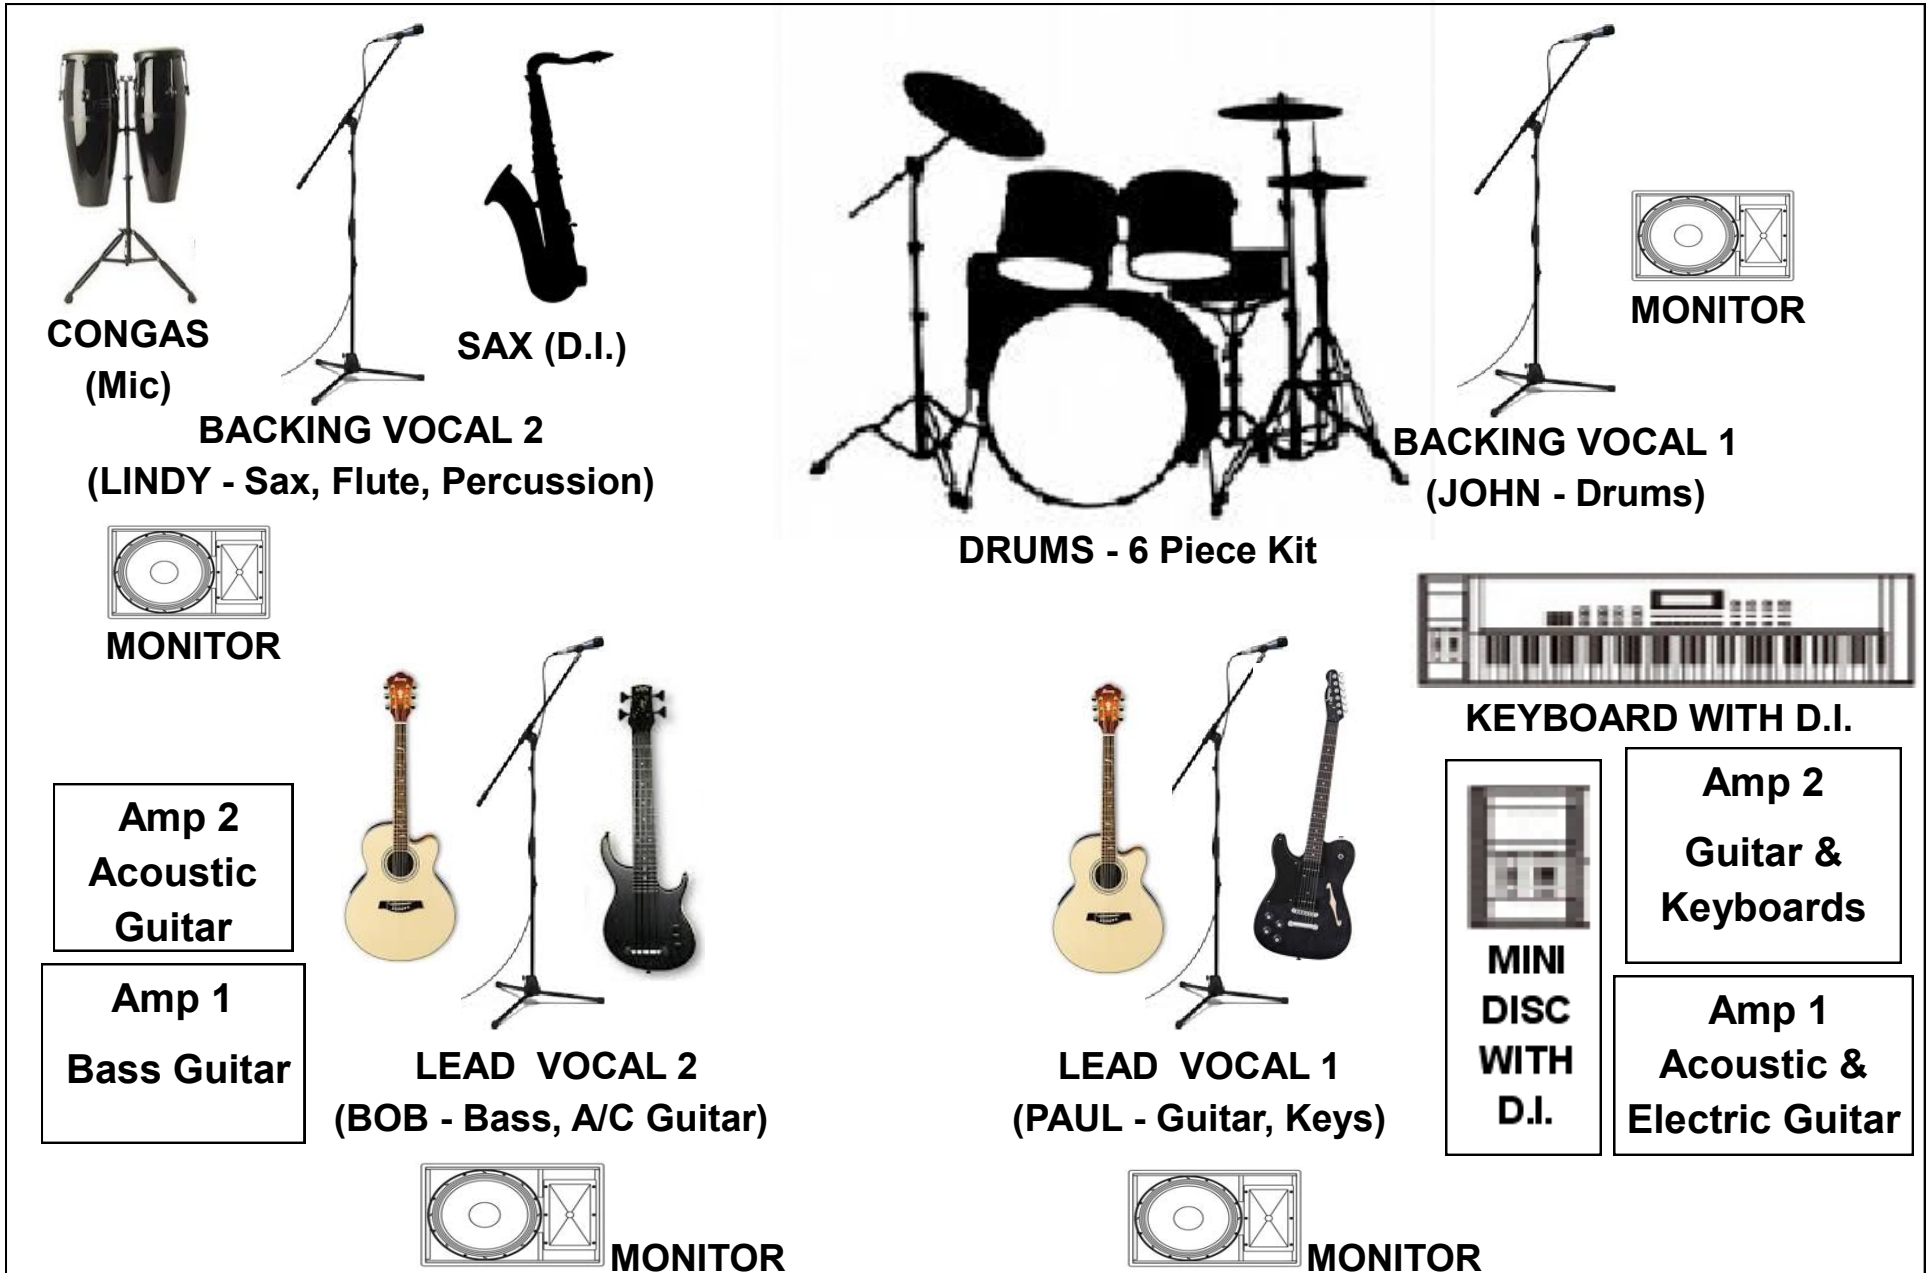 CONGAS
(Mic)
SAX (D.I.)
BACKING VOCAL 2
(LINDY - Sax, Flute, Percussion)
MONITOR
DRUMS - 6 Piece Kit
MONITOR
BACKING VOCAL 1
(JOHN - Drums)
KEYBOARD WITH D.I.
Amp 2
Acoustic
Guitar
Amp 1
Bass Guitar
LEAD VOCAL 2
(BOB - Bass, A/C Guitar)
MONITOR
LEAD VOCAL 1
(PAUL - Guitar, Keys)
MONITOR
MINI
DISC
WITH
D.I.
Amp 2
Guitar &
Keyboards
Amp 1
Acoustic &
Electric Guitar